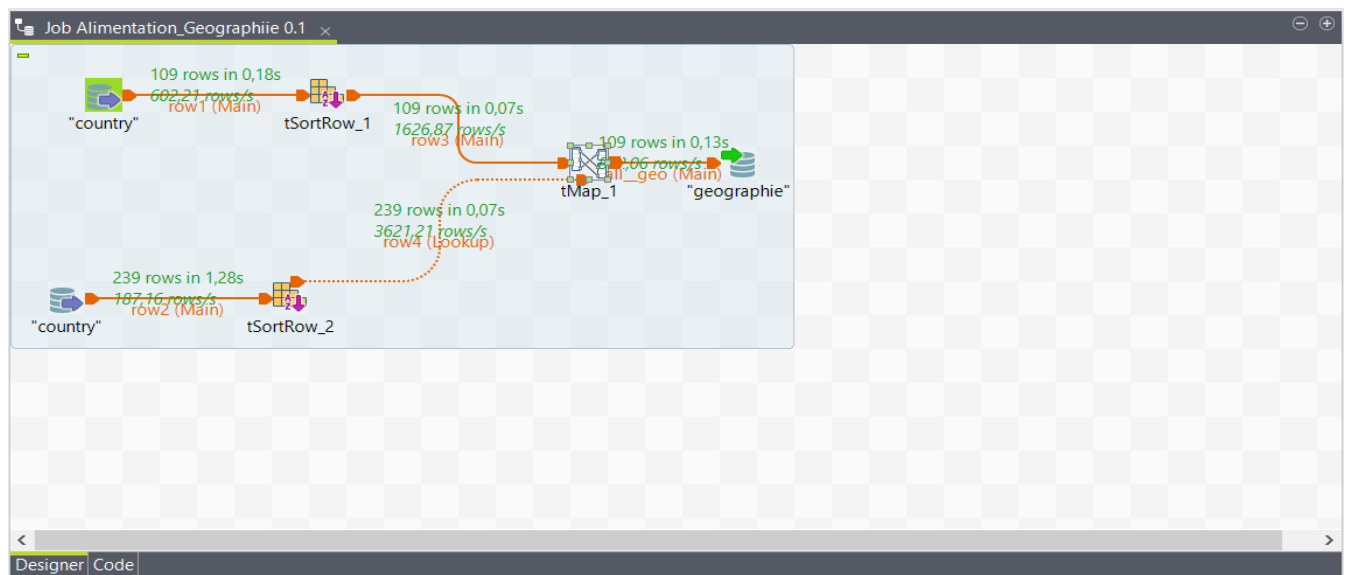 Job Alimentation_Geographiie 0.1
109 rows in 0,18s
602,21 rows/s
row1 (Main)
"country"
tSortRow_1
109 rows in 0,07s
1626,87 rows/s
row3 (Main)
109 rows in 0,13s
,06 rows/s
all__geo (Main)
tMap_1
"geographie"
239 rows in 0,07s
3621,21 rows/s
row4 (Lookup)
239 rows in 1,28s
187,16 rows/s
row2 (Main)
"country"
tSortRow_2
Designer
Code